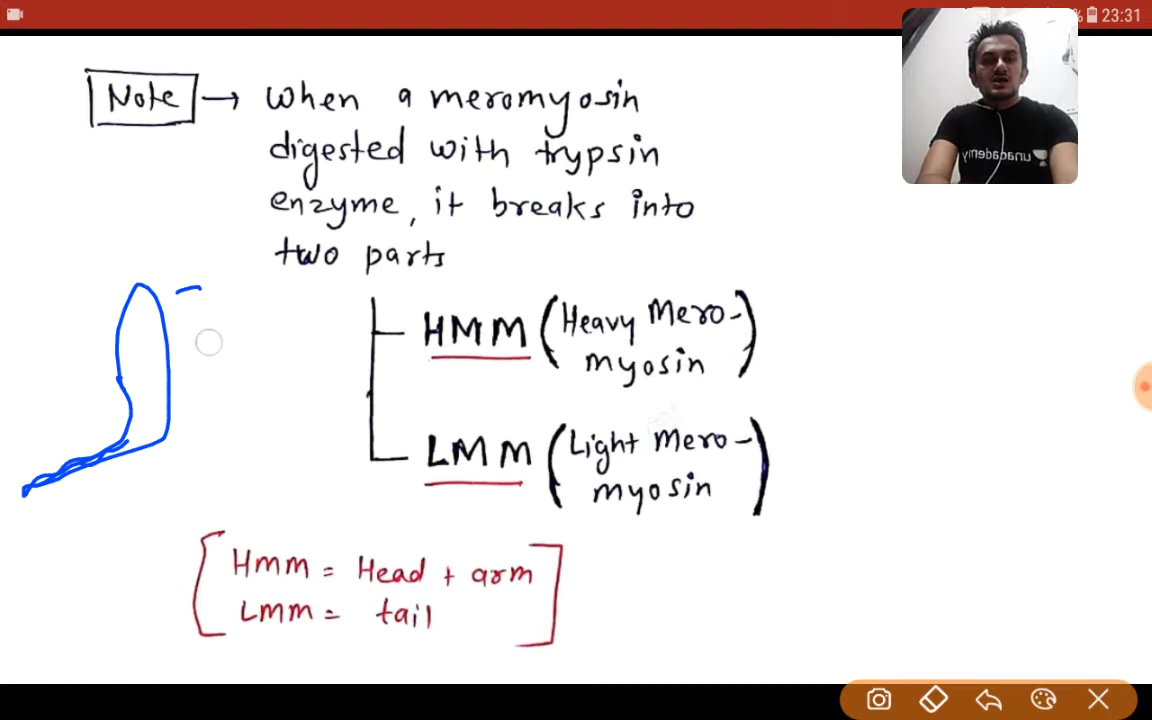 23:31
Note → When a meromyosin
digested with trypsin
enzyme, it breaks into
two parts
HMM (Heavy Mero-
myosin)
LMM (Light Mero-
myosin)
[Hmm = Head + arm
Lmm = tail]
unacademy